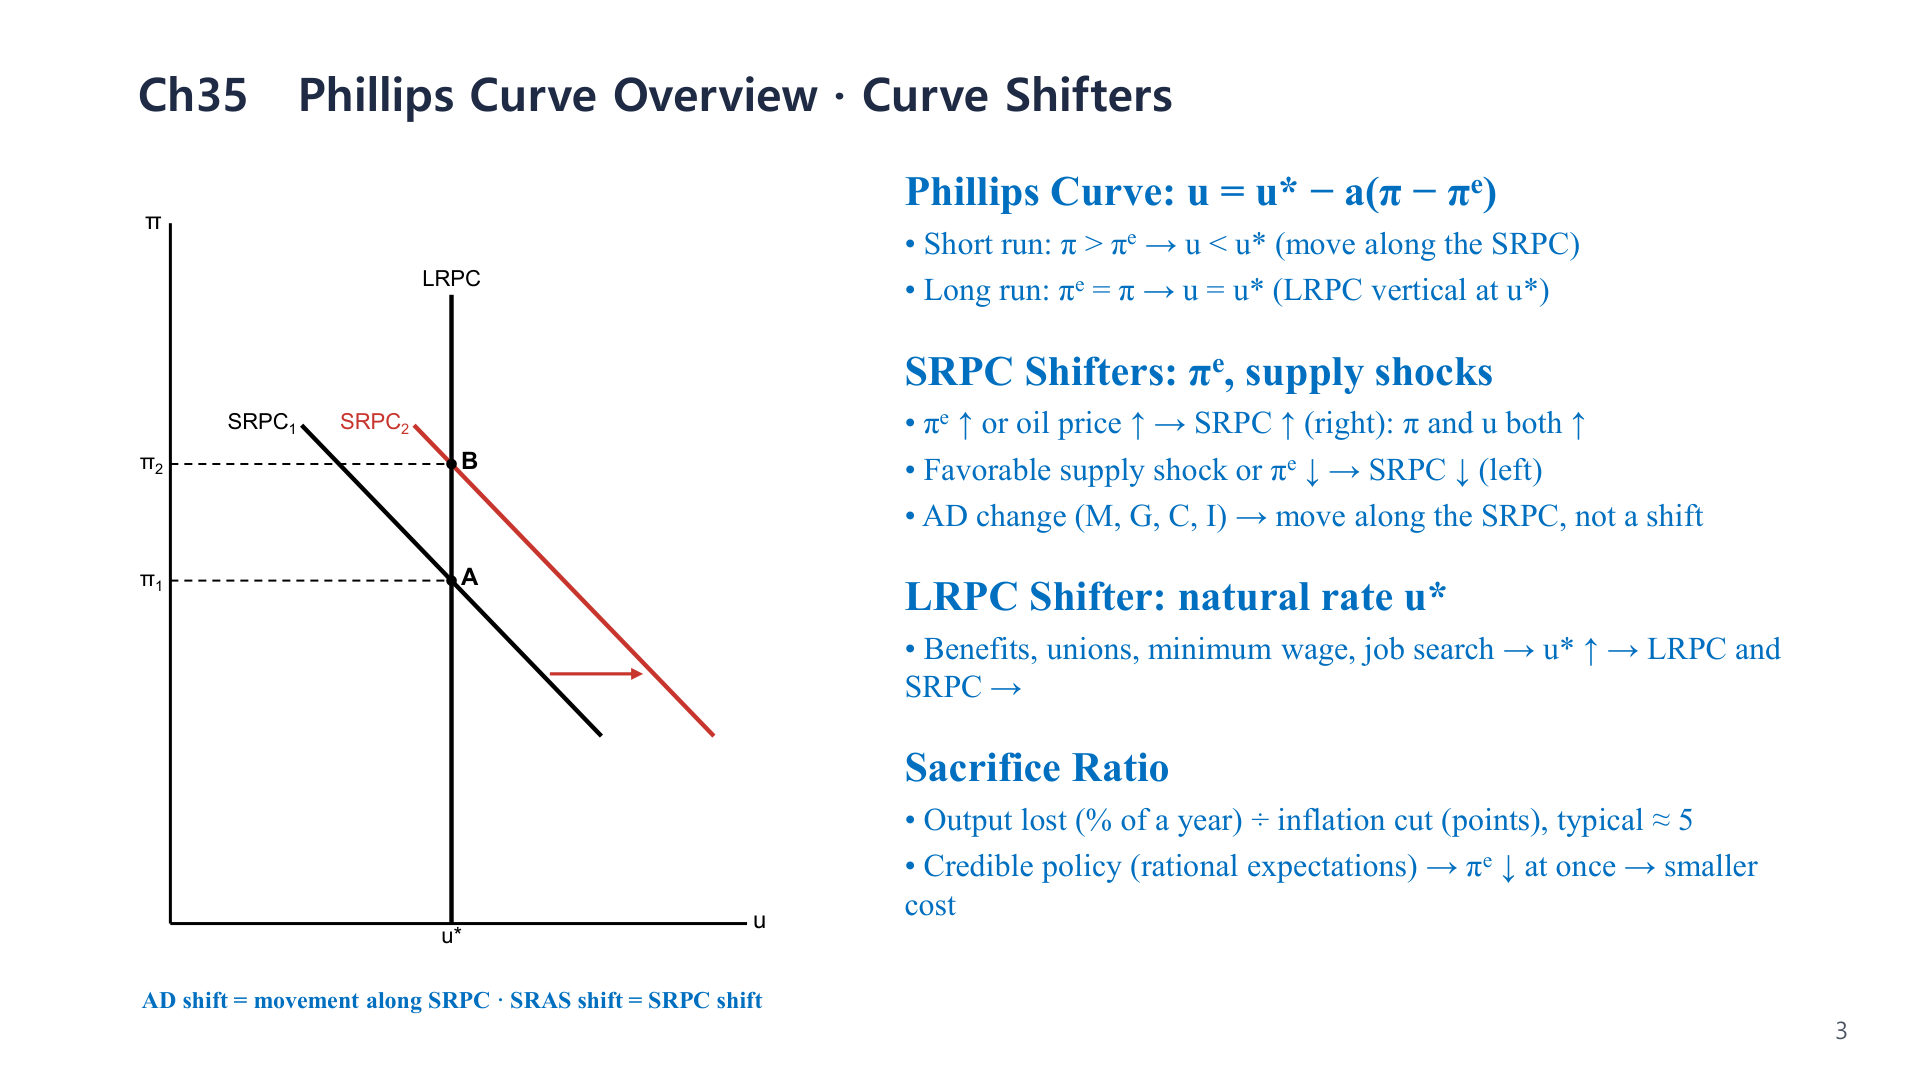 Ch35 Phillips Curve Overview · Curve Shifters
π
LRPC
SRPC₁
SRPC₂
π₂
B
π₁
A
u
u*
AD shift = movement along SRPC · SRAS shift = SRPC shift
Phillips Curve: u = u* − a(π − πᵉ)
• Short run: π > πᵉ → u < u* (move along the SRPC)
• Long run: πᵉ = π → u = u* (LRPC vertical at u*)
SRPC Shifters: πᵉ, supply shocks
• πᵉ ↑ or oil price ↑ → SRPC ↑ (right): π and u both ↑
• Favorable supply shock or πᵉ ↓ → SRPC ↓ (left)
• AD change (M, G, C, I) → move along the SRPC, not a shift
LRPC Shifter: natural rate u*
• Benefits, unions, minimum wage, job search → u* ↑ → LRPC and
SRPC →
Sacrifice Ratio
• Output lost (% of a year) ÷ inflation cut (points), typical ≈ 5
• Credible policy (rational expectations) → πᵉ ↓ at once → smaller
cost
3